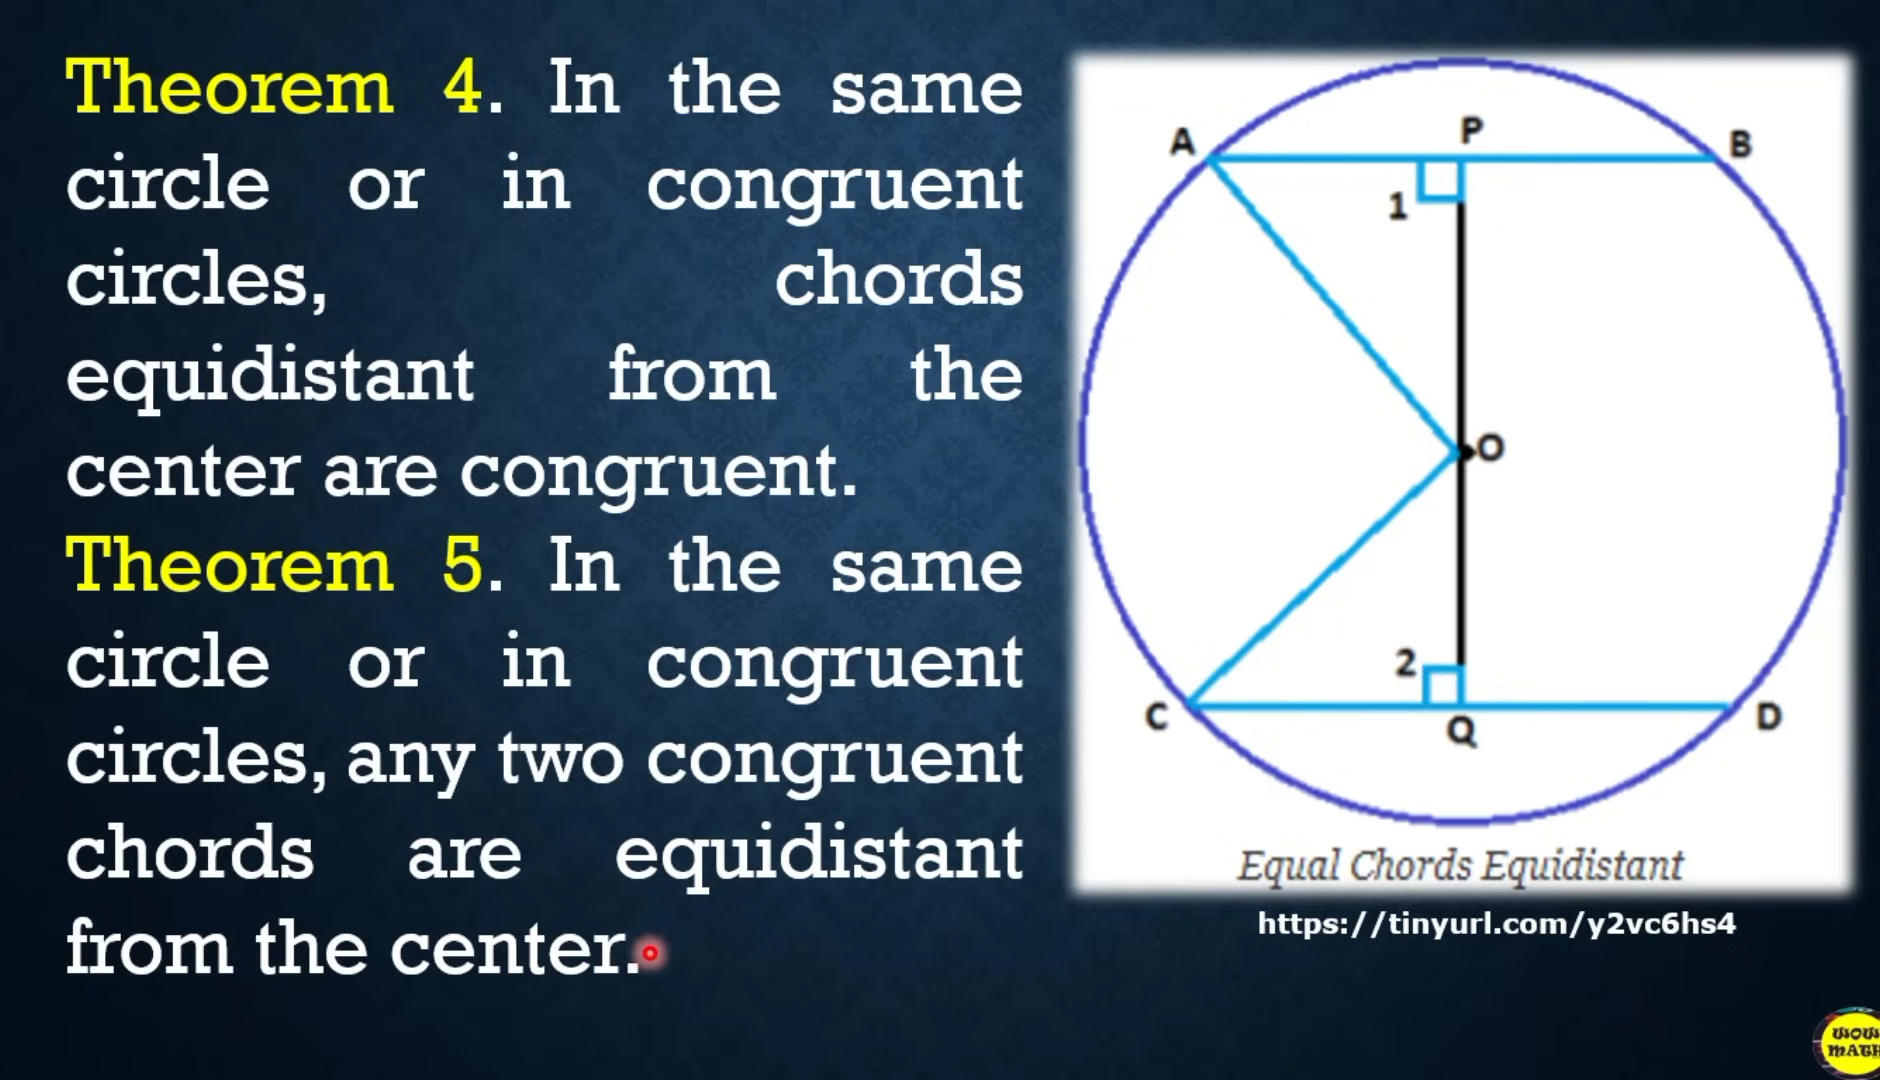 Theorem 4. In the same
circle or in congruent
circles, chords
equidistant from the
center are congruent.
Theorem 5. In the same
circle or in congruent
circles, any two congruent
chords are equidistant
from the center.
A
P
B
1
O
2
C
Q
D
Equal Chords Equidistant
https://tinyurl.com/y2vc6hs4
WOW
MATH